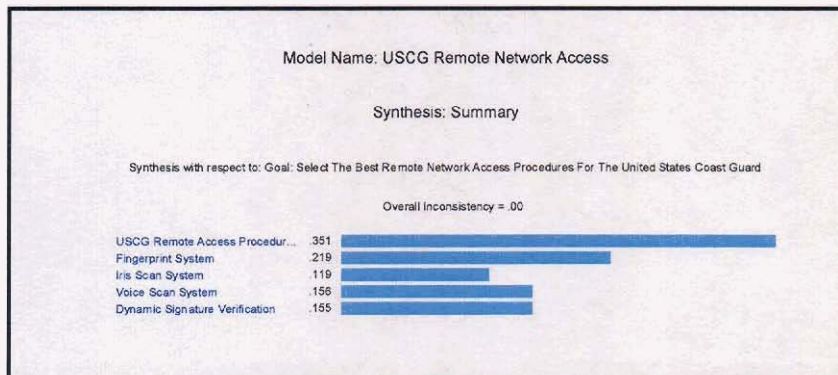 Model Name: USCG Remote Network Access
Synthesis: Summary
Synthesis with respect to: Goal: Select The Best Remote Network Access Procedures For The United States Coast Guard
Overall Inconsistency = .00
USCG Remote Access Procedur... .351
Fingerprint System .219
Iris Scan System .119
Voice Scan System .156
Dynamic Signature Verification .155